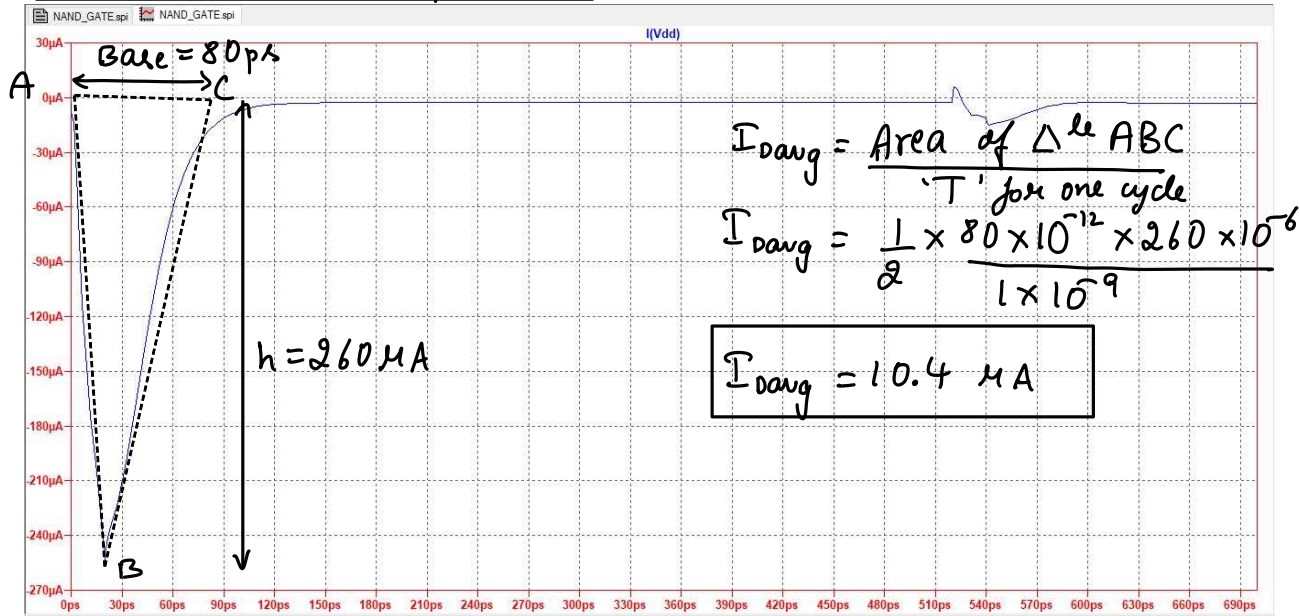 NAND_GATE.spi NAND_GATE.spi
I(Vdd)
30µA
0µA
-30µA
-60µA
-90µA
-120µA
-150µA
-180µA
-210µA
-240µA
-270µA
0ps 30ps 60ps 90ps 120ps 150ps 180ps 210ps 240ps 270ps 300ps 330ps 360ps 390ps 420ps 450ps 480ps 510ps 540ps 570ps 600ps 630ps 660ps 690ps
Base = 80ps
A
C
B
h = 260 µA
I_Davg = Area of Δle ABC
'T' for one cycle
I_Davg = 1/2 × 80 × 10⁻¹² × 260 × 10⁻⁶
1 × 10⁻⁹
I_Davg = 10.4 µA